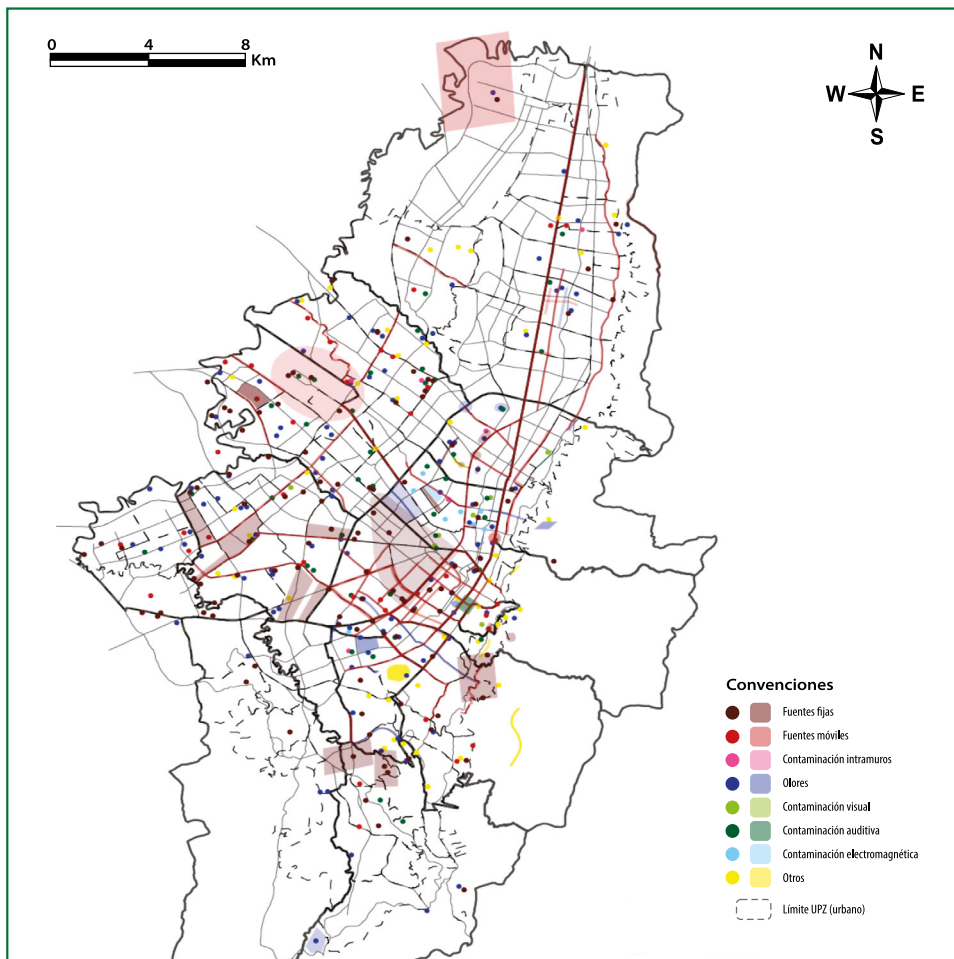 0 4 8
Km
N
W E
S
Convenciones
Fuentes fijas
Fuentes móviles
Contaminación intramuros
Olores
Contaminación visual
Contaminación auditiva
Contaminación electromagnética
Otros
Límite UPZ (urbano)